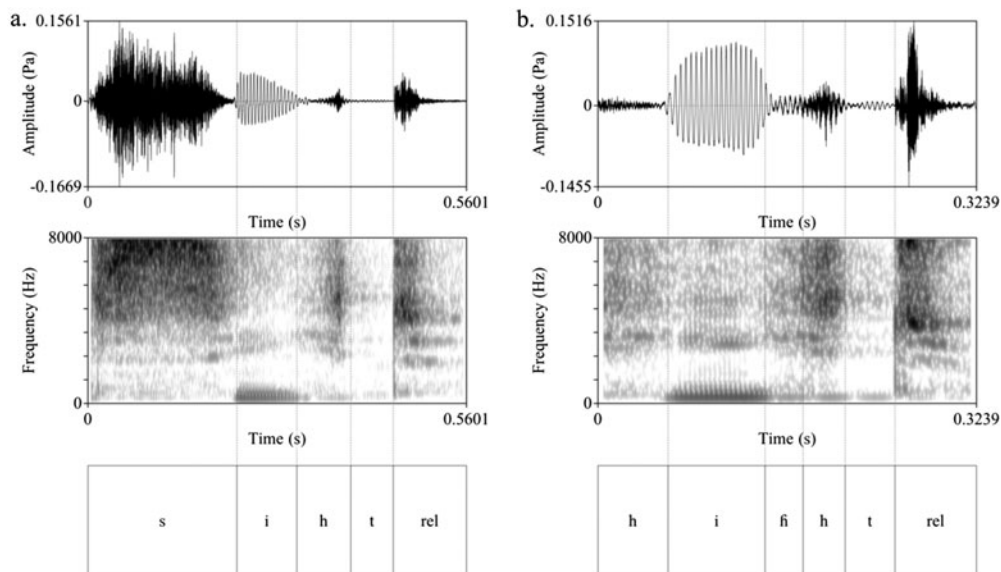 a.
0.1561
Amplitude (Pa)
0
-0.1669
0
0.5601
Time (s)
8000
Frequency (Hz)
0
0
0.5601
Time (s)
s i h t rel
b.
0.1516
Amplitude (Pa)
0
-0.1455
0
0.3239
Time (s)
8000
Frequency (Hz)
0
0
0.3239
Time (s)
h i ɦ h t rel